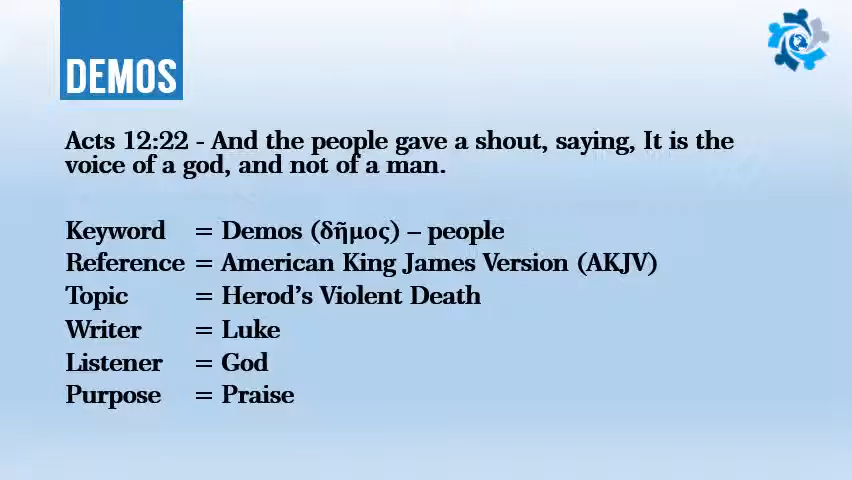 DEMOS
Acts 12:22 - And the people gave a shout, saying, It is the
voice of a god, and not of a man.
Keyword = Demos (δῆμος) – people
Reference = American King James Version (AKJV)
Topic = Herod’s Violent Death
Writer = Luke
Listener = God
Purpose = Praise